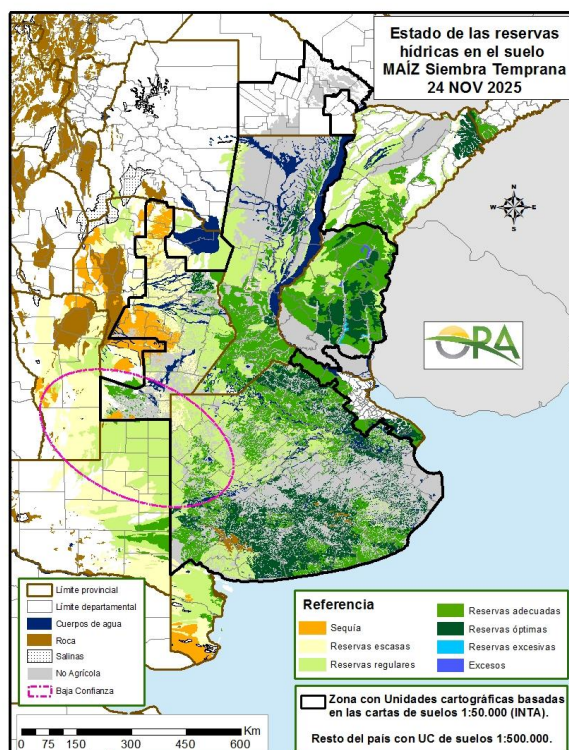 Estado de las reservas
hídricas en el suelo
MAÍZ Siembra Temprana
24 NOV 2025
N
W
E
S
ORA
Límite provincial
Límite departamental
Cuerpos de agua
Roca
Salinas
No Agrícola
Baja Confianza
Referencia
Sequía
Reservas escasas
Reservas regulares
Reservas adecuadas
Reservas óptimas
Reservas excesivas
Excesos
Zona con Unidades cartográficas basadas
en las cartas de suelos 1:50.000 (INTA).
Resto del país con UC de suelos 1:500.000.
Km
0 75 150 300 450 600